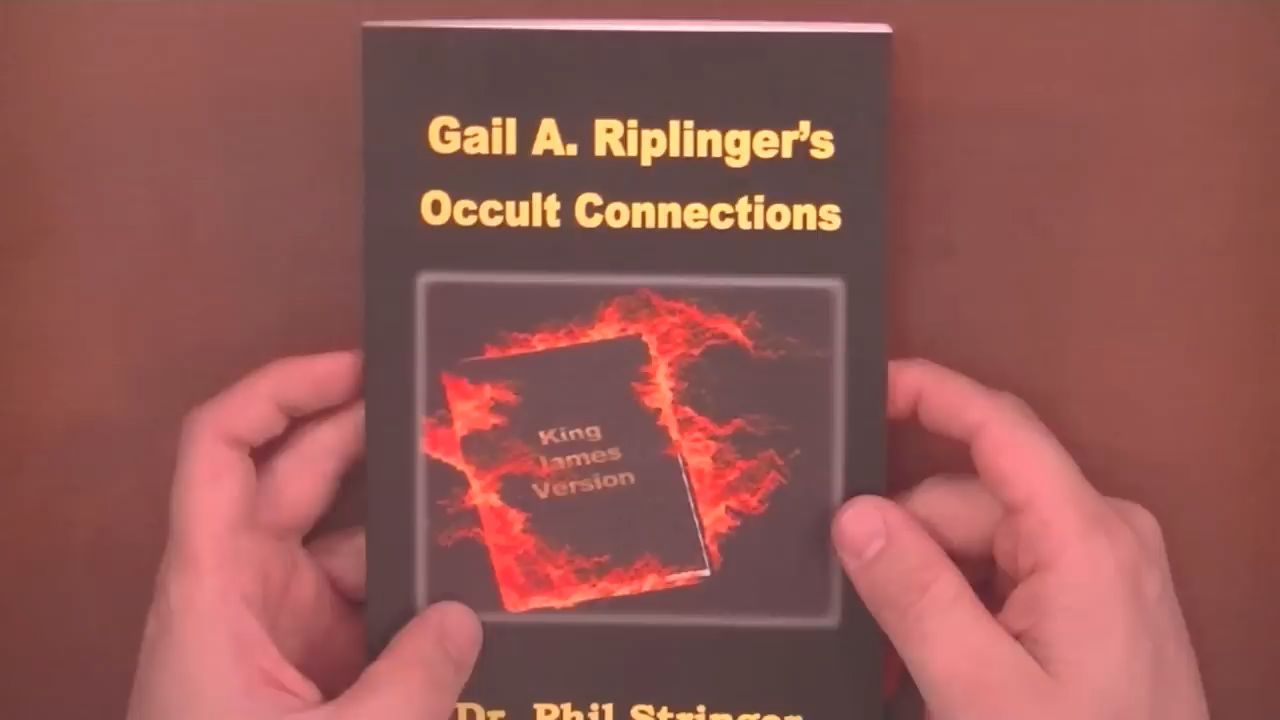 Gail A. Riplinger's
Occult Connections
King
James
Version
Dr. Phil Stringer